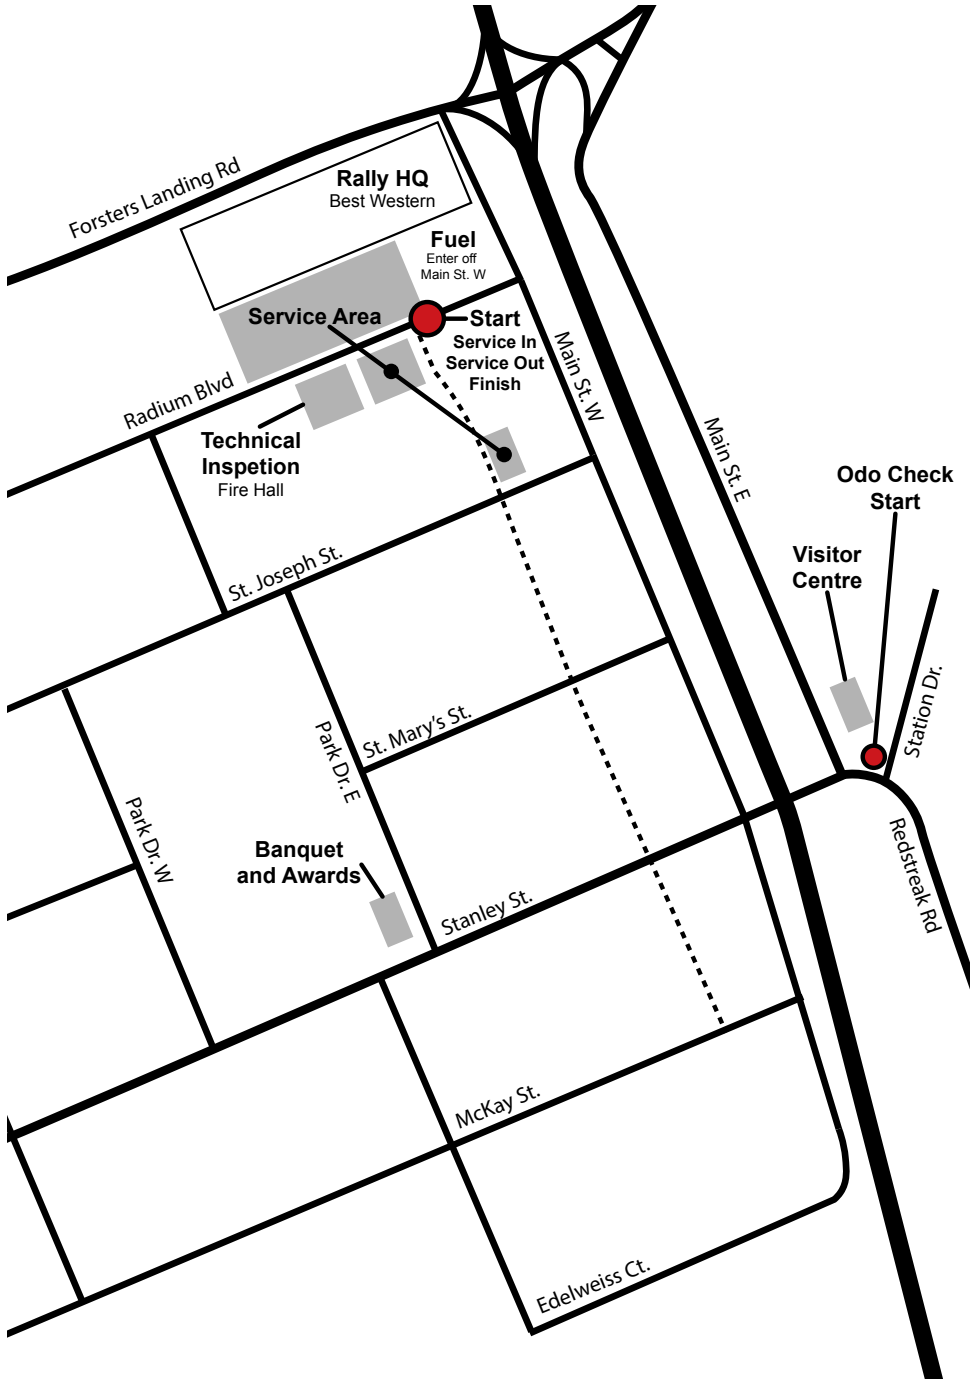 Forsters Landing Rd
Rally HQ
Best Western
Fuel
Enter off
Main St. W
Service Area
Start
Service In
Service Out
Finish
Main St. W
Radium Blvd
Technical
Inspetion
Fire Hall
Main St. E
Odo Check
Start
Visitor
Centre
St. Joseph St.
Station Dr.
St. Mary's St.
Park Dr. E
Park Dr. W
Banquet
and Awards
Stanley St.
Redstreak Rd
McKay St.
Edelweiss Ct.